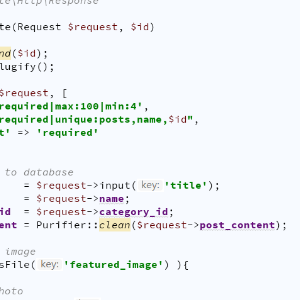 te\Http\Response
te(Request $request, $id)
nd($id);
lugify();
$request, [
required|max:100|min:4',
required|unique:posts,name,$id",
t' => 'required'
to database
= $request->input( key: 'title');
= $request->name;
id = $request->category_id;
ent = Purifier::clean($request->post_content);
image
sFile( key: 'featured_image') ){
hoto